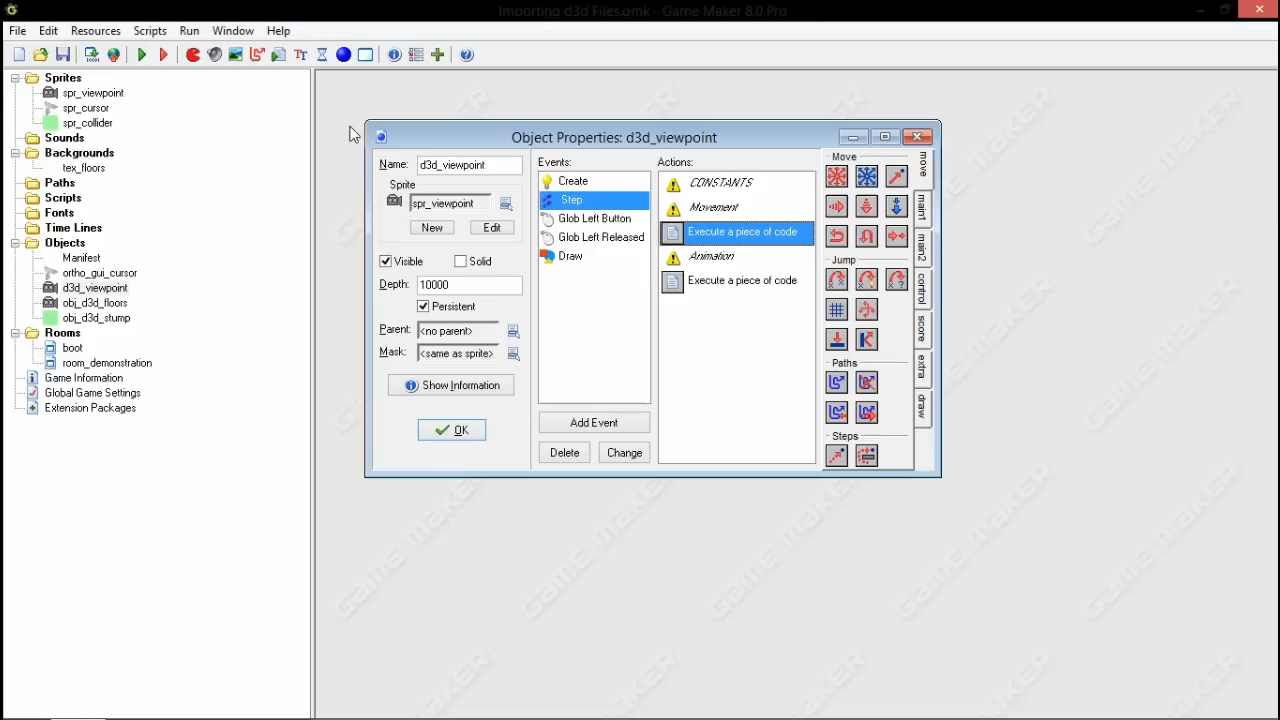 Importing d3d Files.gmk - Game Maker 8.0 Pro
File Edit Resources Scripts Run Window Help
Sprites
spr_viewpoint
spr_cursor
spr_collider
Sounds
Backgrounds
tex_floors
Paths
Scripts
Fonts
Time Lines
Objects
Manifest
ortho_gui_cursor
d3d_viewpoint
obj_d3d_floors
obj_d3d_stump
Rooms
boot
room_demonstration
Game Information
Global Game Settings
Extension Packages
Object Properties: d3d_viewpoint
Name: d3d_viewpoint
Sprite
spr_viewpoint
New Edit
Visible Solid
Depth: 10000
Persistent
Parent: <no parent>
Mask: <same as sprite>
Show Information
OK
Events:
Create
Step
Glob Left Button
Glob Left Released
Draw
Add Event
Delete Change
Actions:
CONSTANTS
Movement
Execute a piece of code
Animation
Execute a piece of code
Move
Jump
Paths
Steps
move
main1
main2
control
score
extra
draw
GAME MAKER